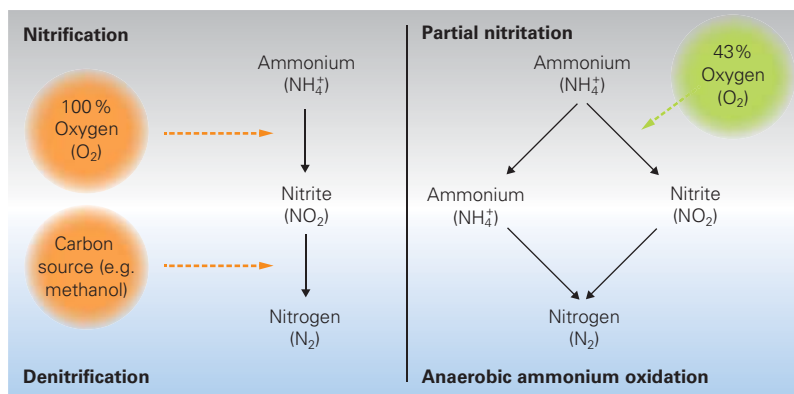 Nitrification
Ammonium
(NH₄⁺)
100 %
Oxygen
(O₂)
Nitrite
(NO₂)
Carbon
source (e.g.
methanol)
Nitrogen
(N₂)
Denitrification
Partial nitritation
Ammonium
(NH₄⁺)
43 %
Oxygen
(O₂)
Ammonium
(NH₄⁺)
Nitrite
(NO₂)
Nitrogen
(N₂)
Anaerobic ammonium oxidation